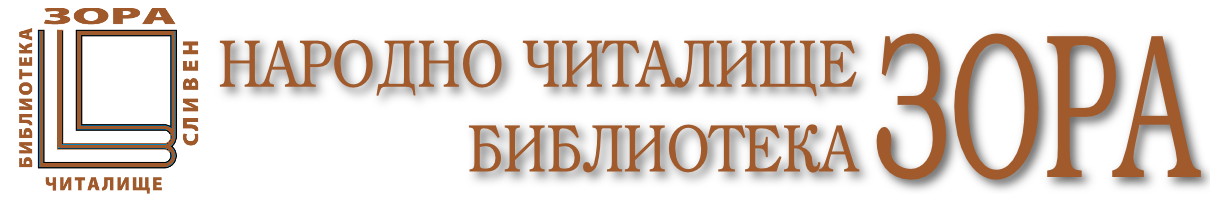 ЗОРА
БИБЛИОТЕКА
СЛИВЕН
ЧИТАЛИЩЕ
НАРОДНО ЧИТАЛИЩЕ
БИБЛИОТЕКА
ЗОРА